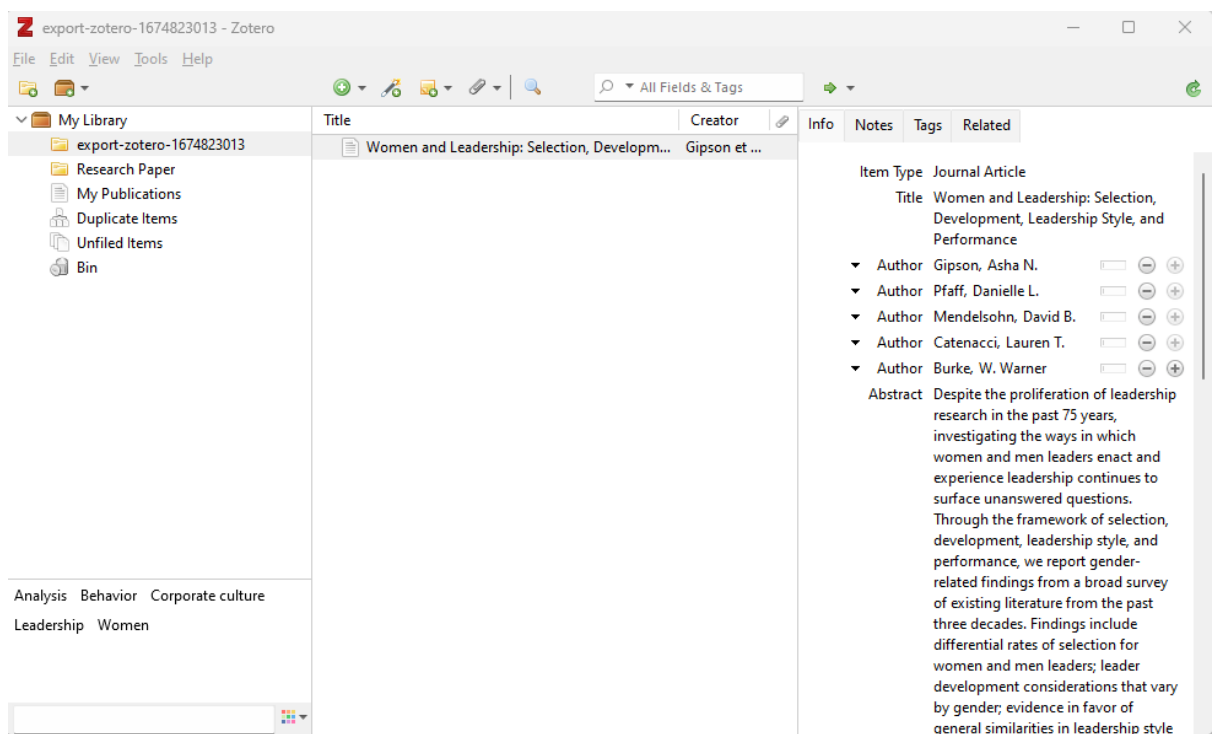 Z export-zotero-1674823013 - Zotero
File Edit View Tools Help
All Fields & Tags
My Library
export-zotero-1674823013
Research Paper
My Publications
Duplicate Items
Unfiled Items
Bin
Analysis Behavior Corporate culture
Leadership Women
Title Creator
Women and Leadership: Selection, Developm... Gipson et ...
Info Notes Tags Related
Item Type Journal Article
Title Women and Leadership: Selection,
Development, Leadership Style, and
Performance
Author Gipson, Asha N.
Author Pfaff, Danielle L.
Author Mendelsohn, David B.
Author Catenacci, Lauren T.
Author Burke, W. Warner
Abstract Despite the proliferation of leadership
research in the past 75 years,
investigating the ways in which
women and men leaders enact and
experience leadership continues to
surface unanswered questions.
Through the framework of selection,
development, leadership style, and
performance, we report gender-
related findings from a broad survey
of existing literature from the past
three decades. Findings include
differential rates of selection for
women and men leaders; leader
development considerations that vary
by gender; evidence in favor of
general similarities in leadership style